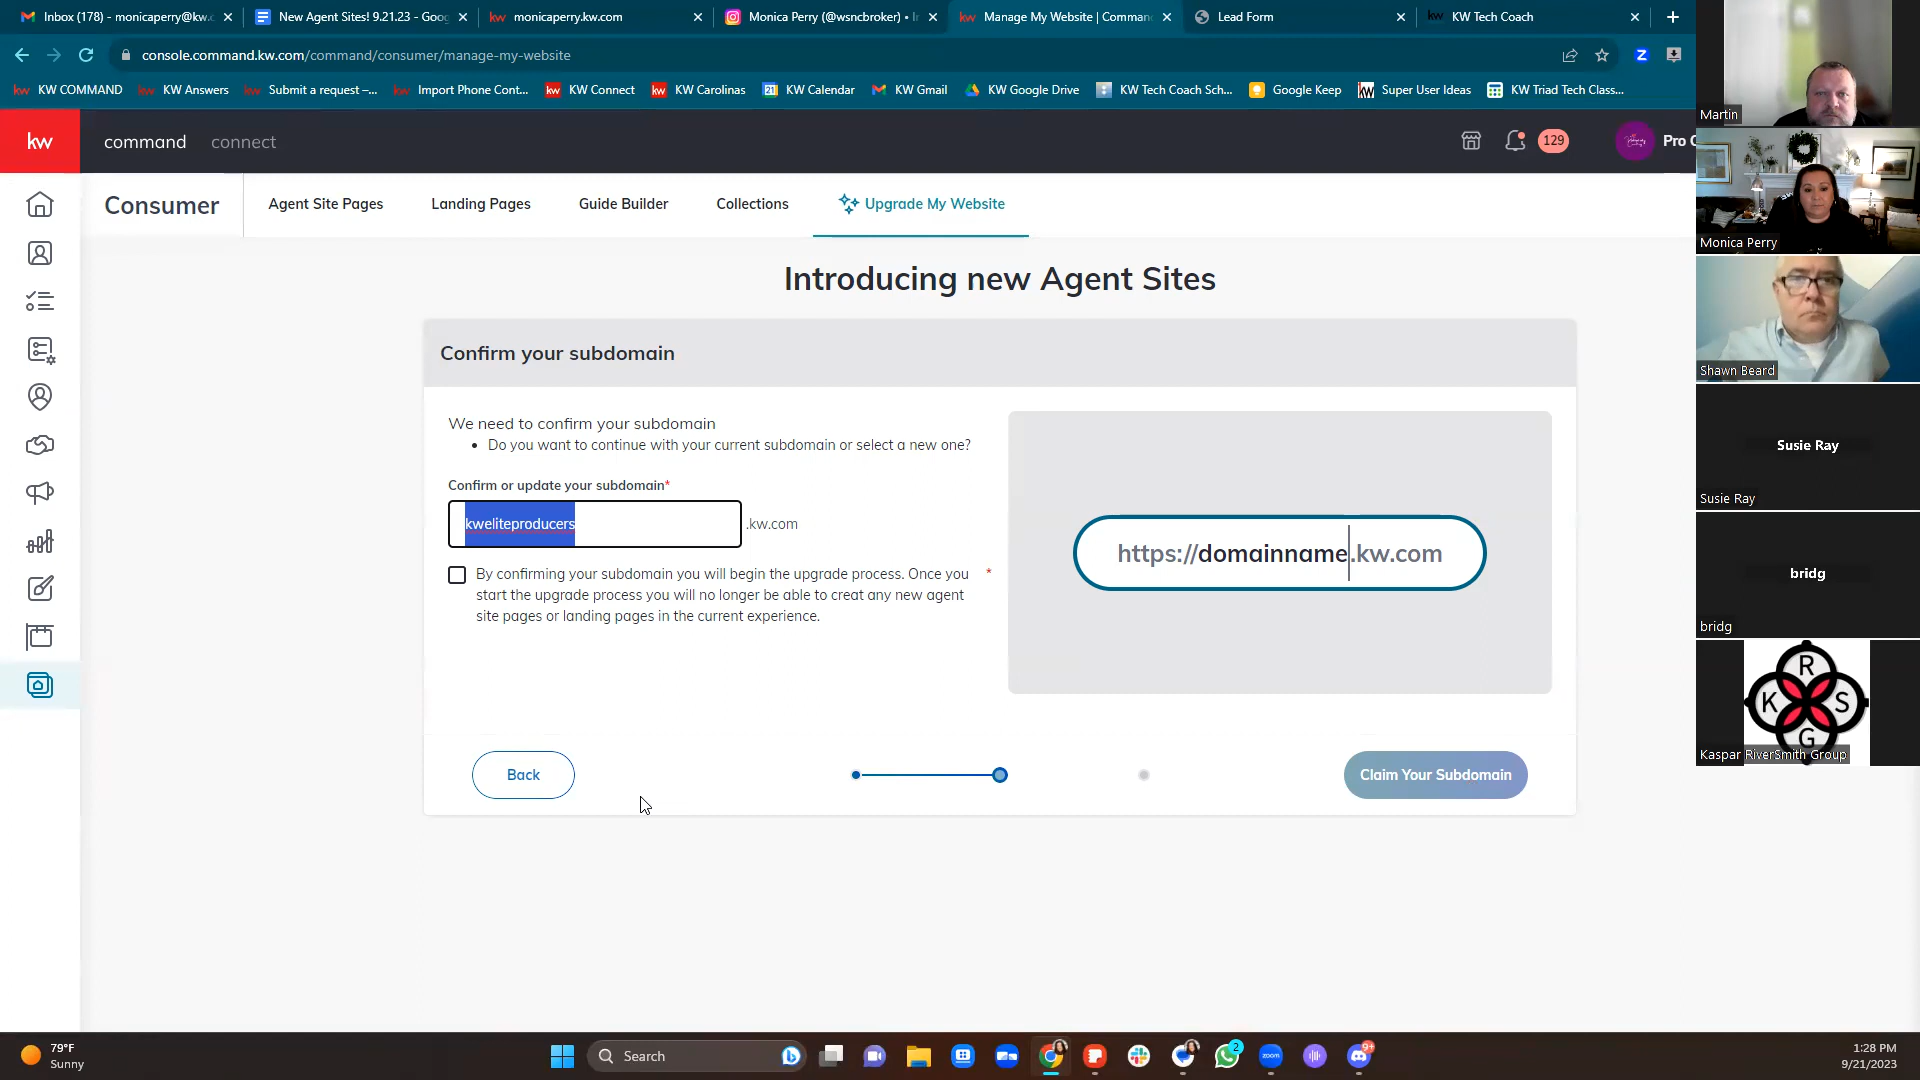 Inbox (178) - monicaperry@kw.c
New Agent Sites! 9.21.23 - Goog
monicaperry.kw.com
Monica Perry (@wsncbroker) • In
Manage My Website | Comman
Lead Form
KW Tech Coach
console.command.kw.com/command/consumer/manage-my-website
KW COMMAND
KW Answers
Submit a request –...
Import Phone Cont...
KW Connect
KW Carolinas
KW Calendar
KW Gmail
KW Google Drive
KW Tech Coach Sch...
Google Keep
Super User Ideas
KW Triad Tech Class...
kw
command
connect
129
Pro C
Consumer
Agent Site Pages
Landing Pages
Guide Builder
Collections
Upgrade My Website
Introducing new Agent Sites
Confirm your subdomain
We need to confirm your subdomain
• Do you want to continue with your current subdomain or select a new one?
Confirm or update your subdomain*
kweliteproducers
.kw.com
By confirming your subdomain you will begin the upgrade process. Once you *
start the upgrade process you will no longer be able to creat any new agent
site pages or landing pages in the current experience.
https://domainname.kw.com
Back
Claim Your Subdomain
Martin
Monica Perry
Shawn Beard
Susie Ray
Susie Ray
bridg
bridg
R
K S
G
Kaspar RiverSmith Group
79°F
Sunny
Search
zoom
2
9+
1:28 PM
9/21/2023